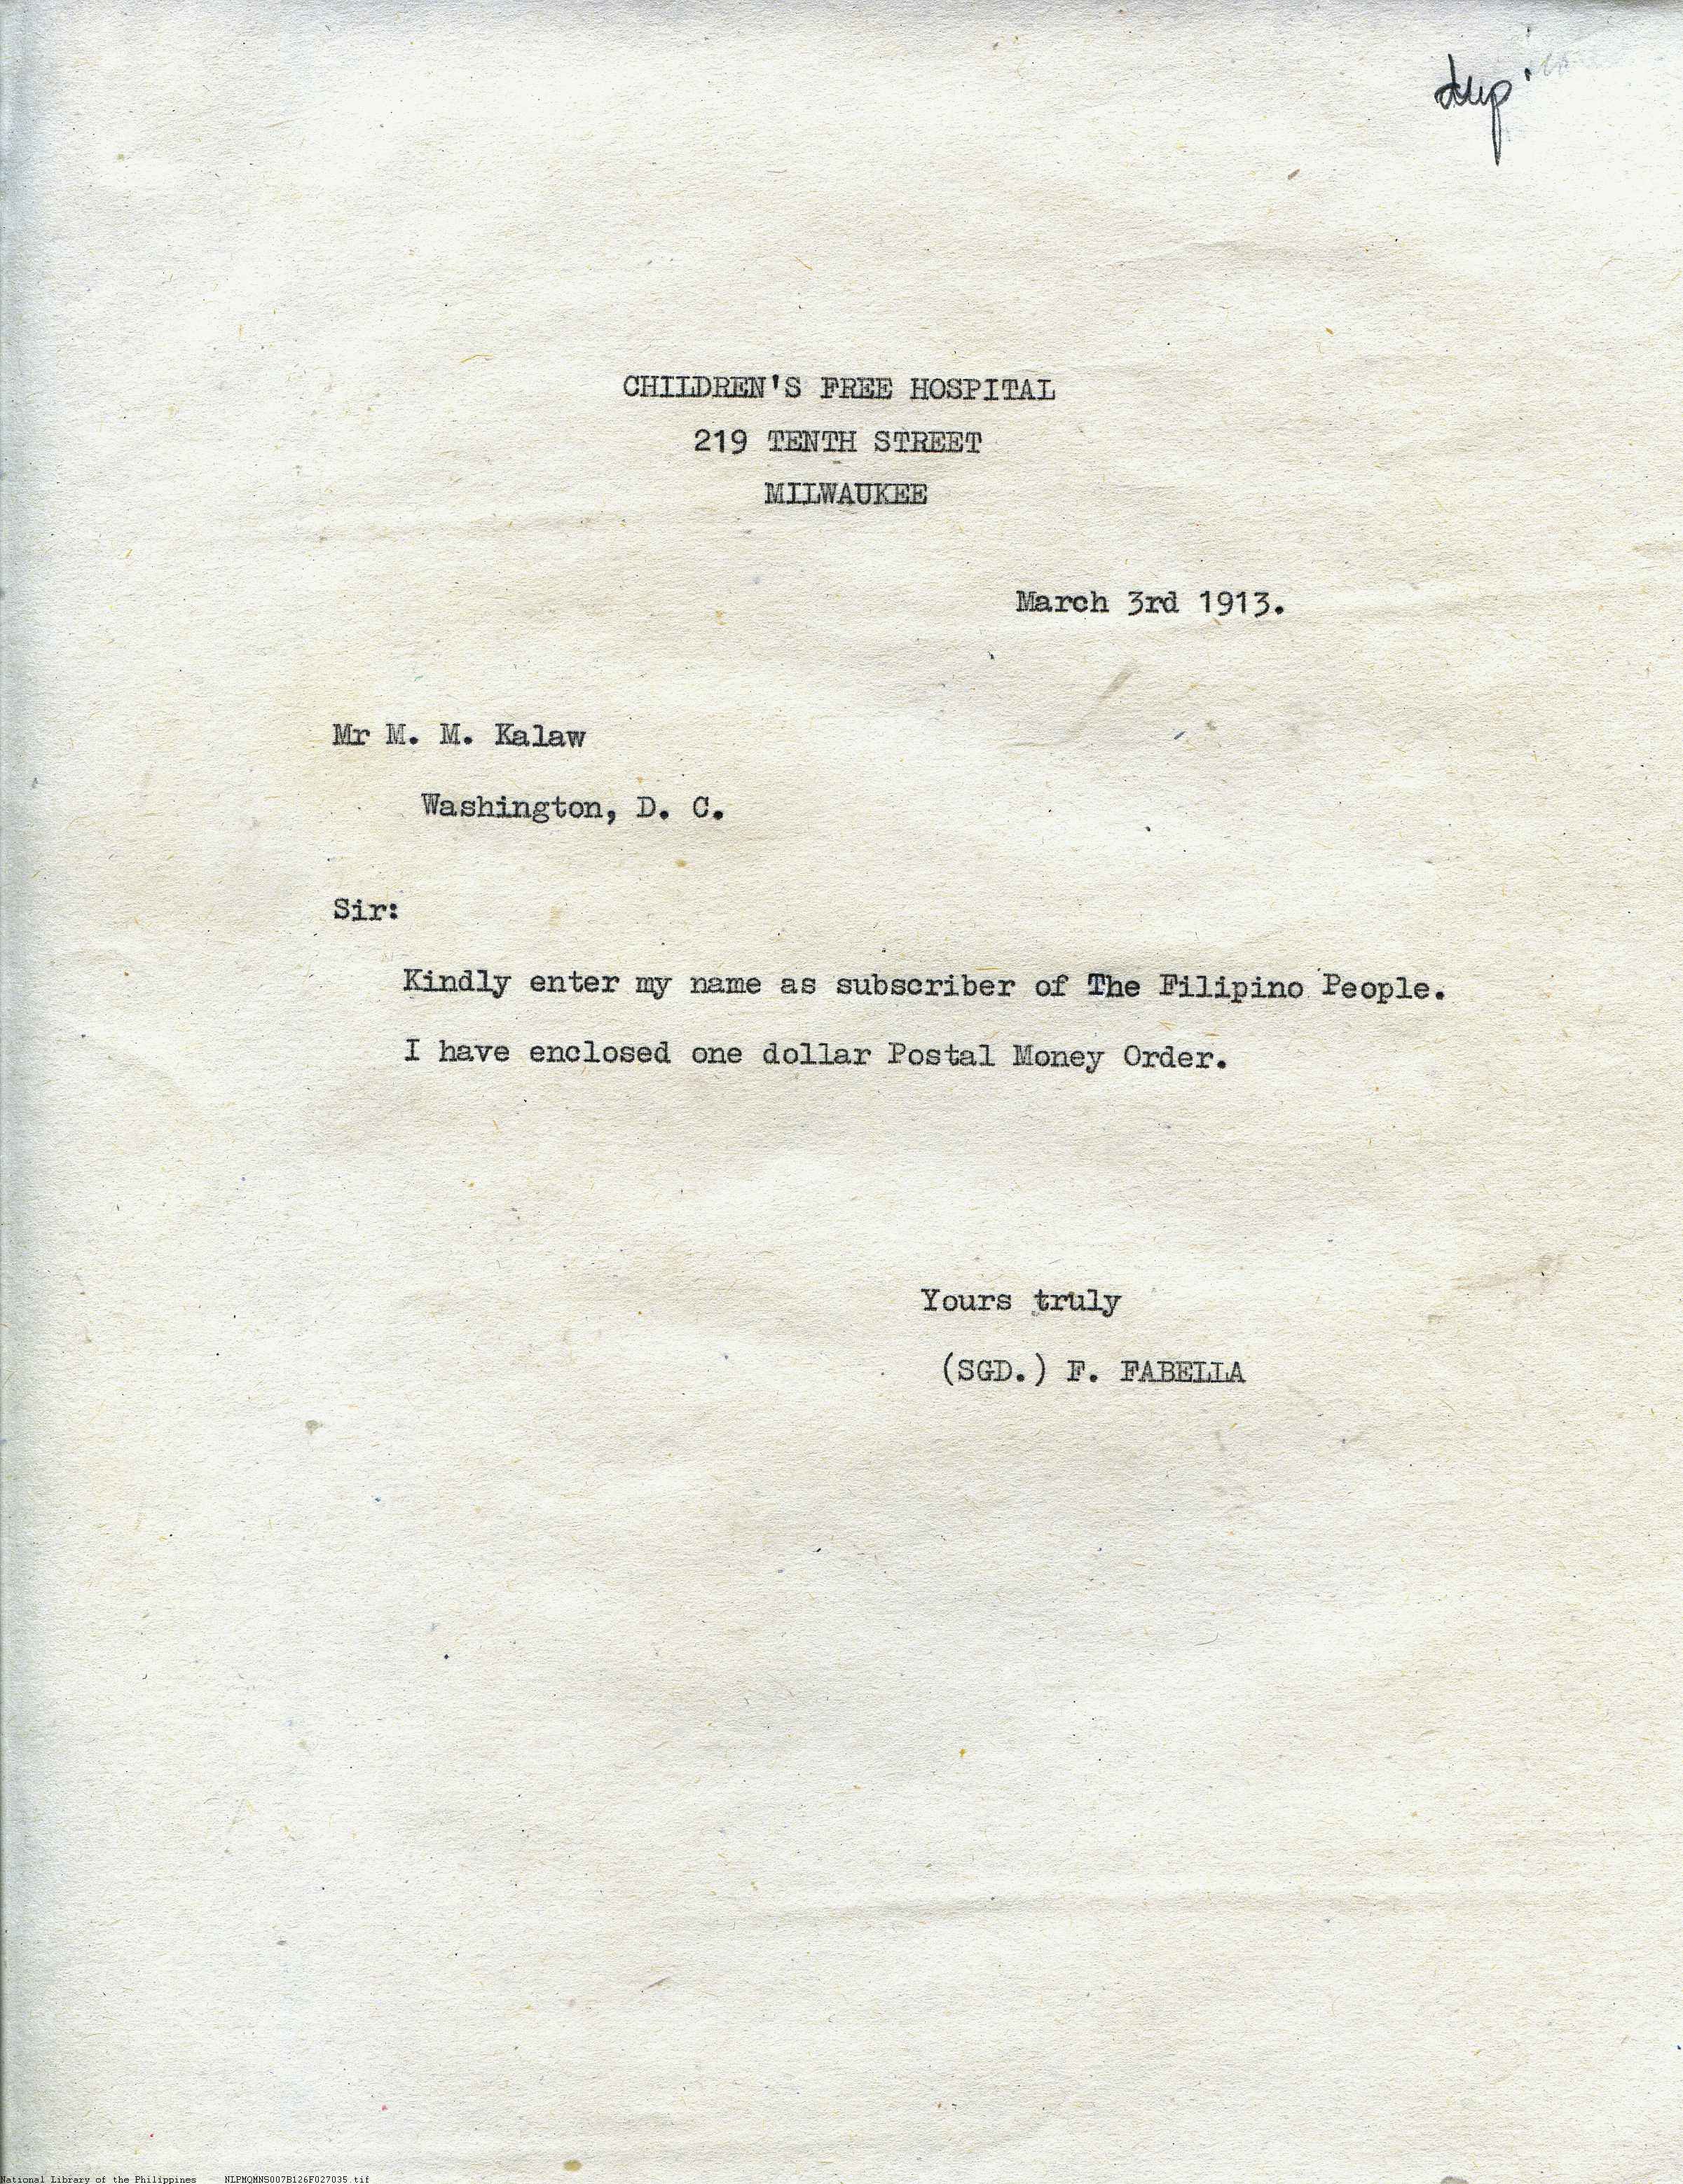 dup.
CHILDREN'S FREE HOSPITAL
219 TENTH STREET
MILWAUKEE
March 3rd 1913.
Mr M. M. Kalaw
Washington, D. C.
Sir:
Kindly enter my name as subscriber of The Filipino People.
I have enclosed one dollar Postal Money Order.
Yours truly
(SGD.) F. FABELLA
National Library of the Philippines NLPMQMNS007B126F027035.tif